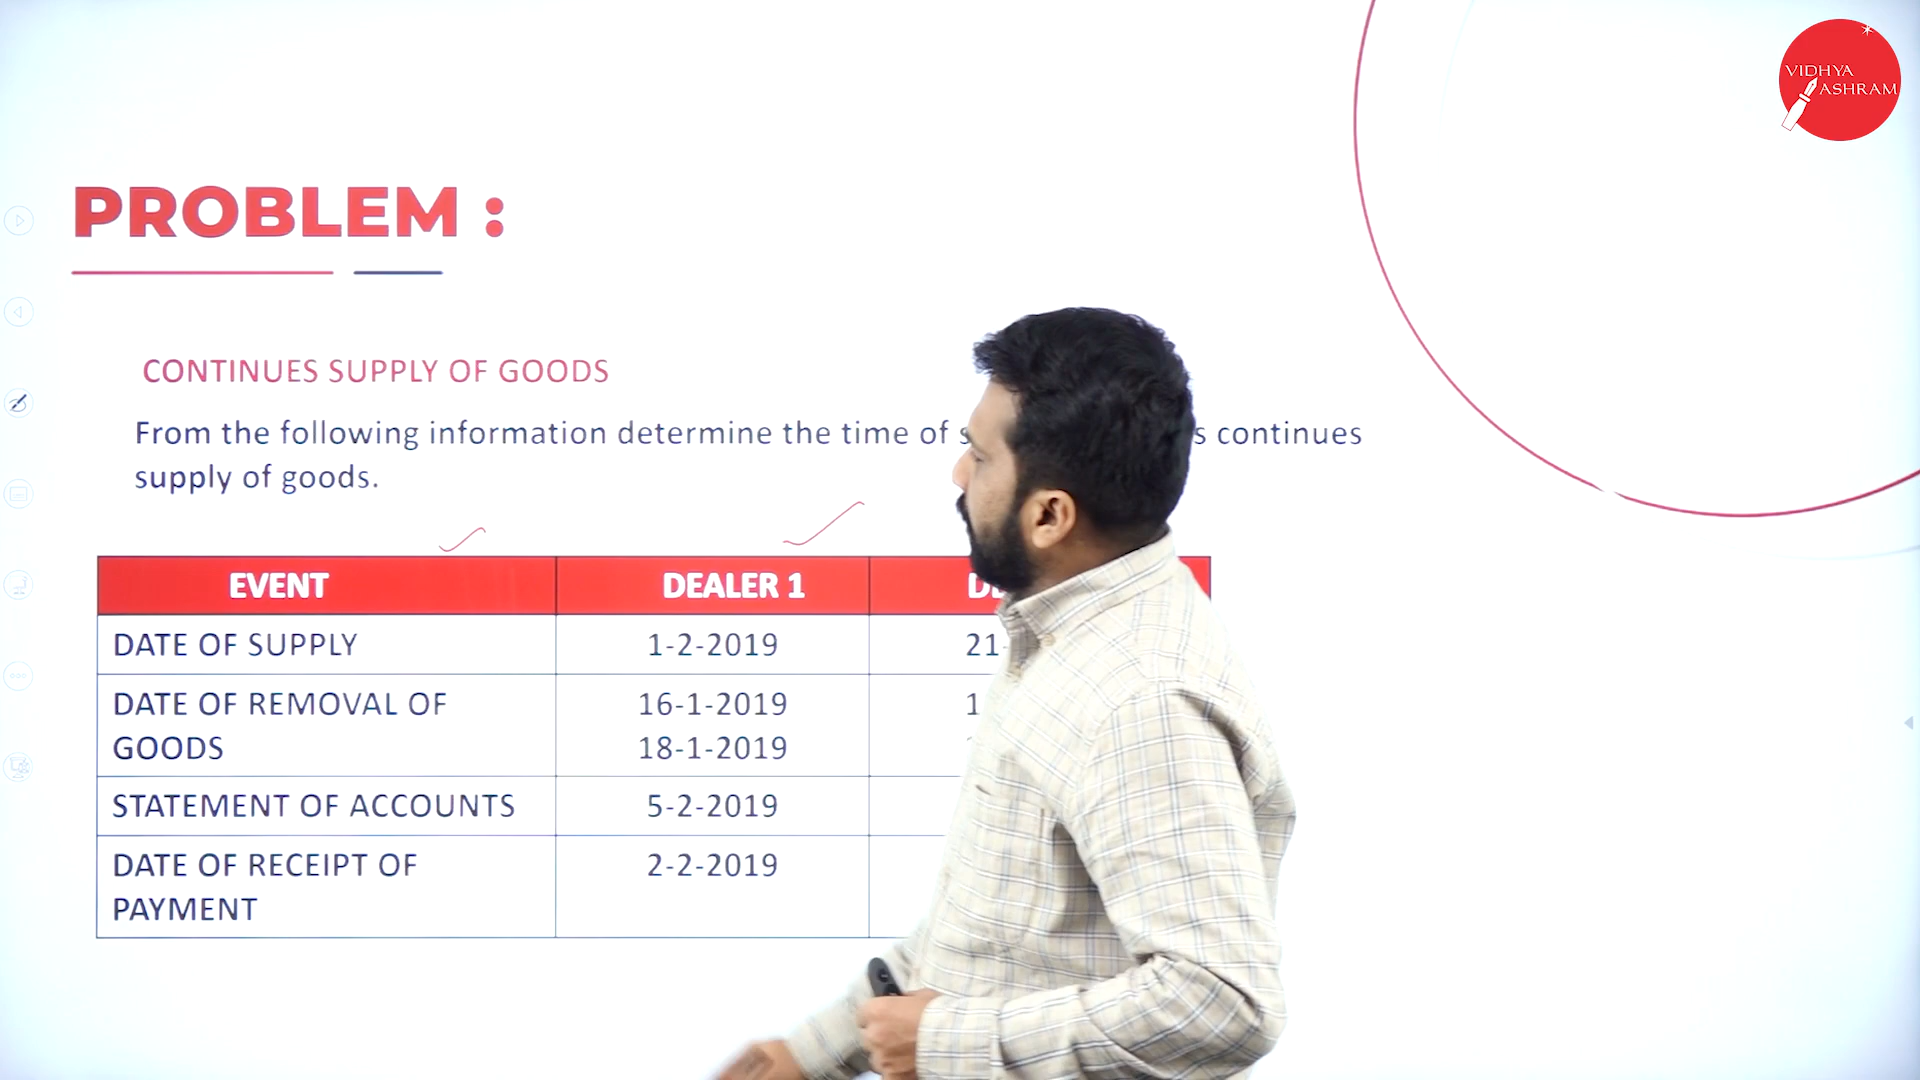 VIDHYA
ASHRAM
PROBLEM :
CONTINUES SUPPLY OF GOODS
From the following information determine the time of continues
supply of goods.
EVENT DEALER 1
DATE OF SUPPLY 1-2-2019
DATE OF REMOVAL OF
GOODS
16-1-2019
18-1-2019
STATEMENT OF ACCOUNTS 5-2-2019
DATE OF RECEIPT OF
PAYMENT
2-2-2019